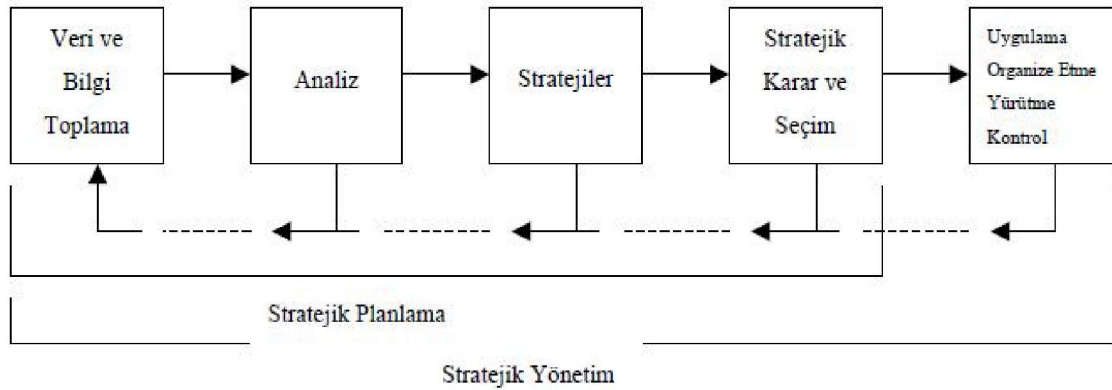 Veri ve
Bilgi
Toplama
Analiz
Stratejiler
Stratejik
Karar ve
Seçim
Uygulama
Organize Etme
Yürütme
Kontrol
Stratejik Planlama
Stratejik Yönetim